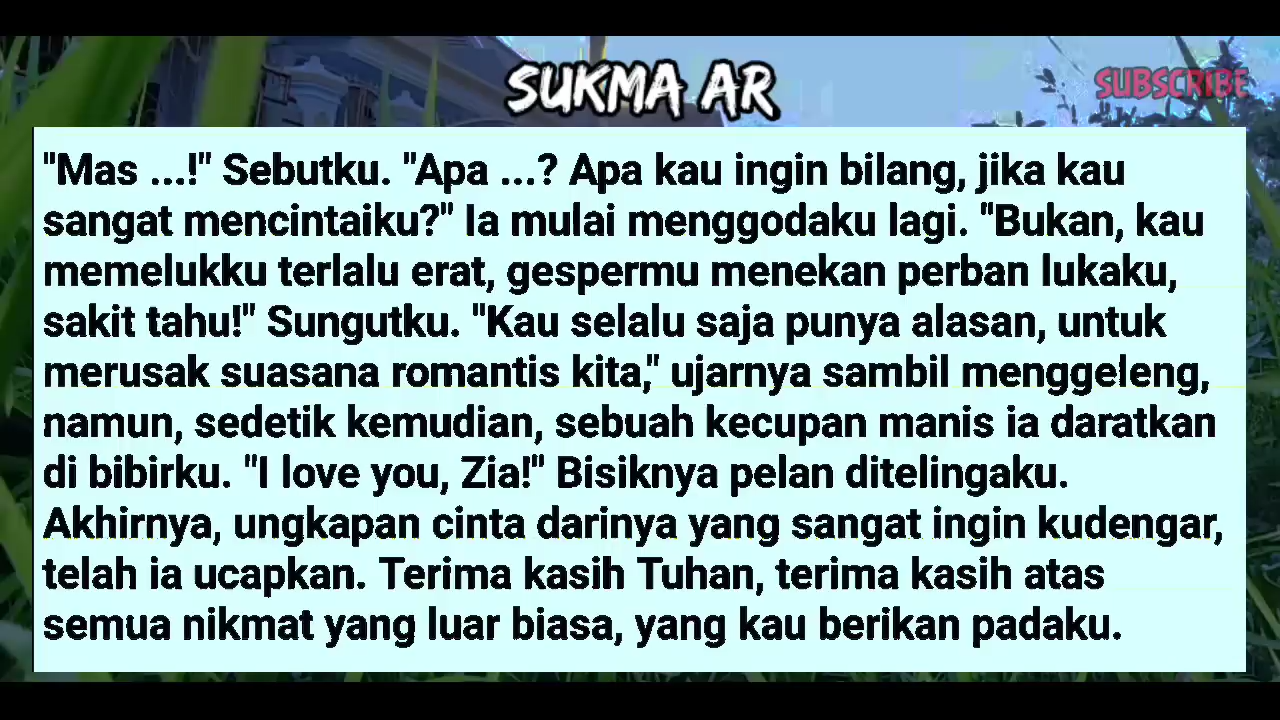 SUKMA AR
SUBSCRIBE
"Mas ...!" Sebutku. "Apa ...? Apa kau ingin bilang, jika kau
sangat mencintaiku?" Ia mulai menggodaku lagi. "Bukan, kau
memelukku terlalu erat, gespermu menekan perban lukaku,
sakit tahu!" Sungutku. "Kau selalu saja punya alasan, untuk
merusak suasana romantis kita," ujarnya sambil menggeleng,
namun, sedetik kemudian, sebuah kecupan manis ia daratkan
di bibirku. "I love you, Zia!" Bisiknya pelan ditelingaku.
Akhirnya, ungkapan cinta darinya yang sangat ingin kudengar,
telah ia ucapkan. Terima kasih Tuhan, terima kasih atas
semua nikmat yang luar biasa, yang kau berikan padaku.